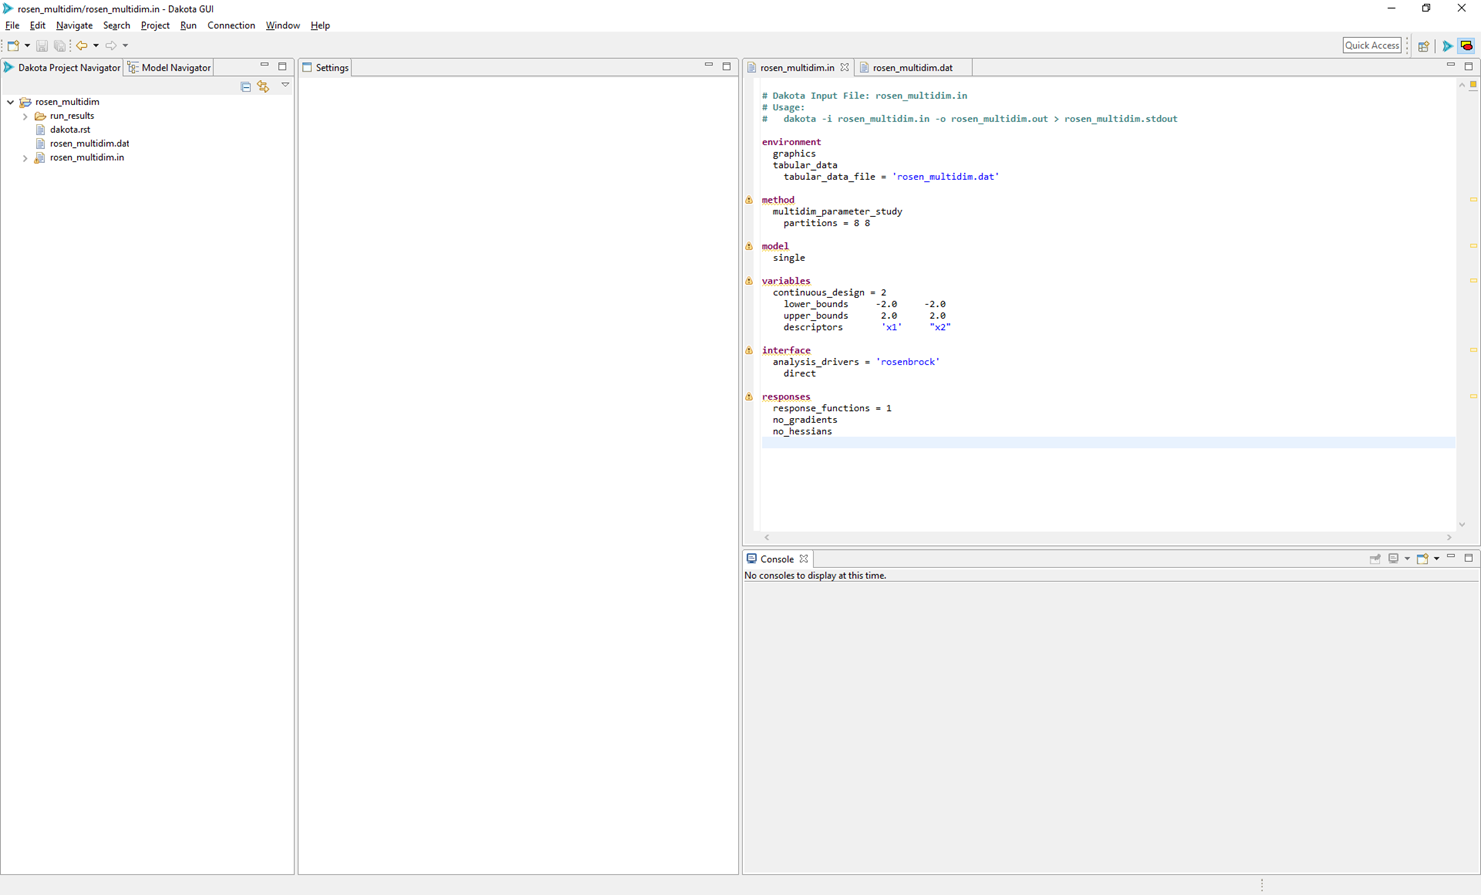 rosen_multidim/rosen_multidim.in - Dakota GUI
File Edit Navigate Search Project Run Connection Window Help
Quick Access
Dakota Project Navigator
Model Navigator
rosen_multidim
run_results
dakota.rst
rosen_multidim.dat
rosen_multidim.in
Settings
rosen_multidim.in
rosen_multidim.dat
# Dakota Input File: rosen_multidim.in
# Usage:
#   dakota -i rosen_multidim.in -o rosen_multidim.out > rosen_multidim.stdout
environment
  graphics
  tabular_data
    tabular_data_file = 'rosen_multidim.dat'
method
  multidim_parameter_study
    partitions = 8 8
model
  single
variables
  continuous_design = 2
    lower_bounds     -2.0     -2.0
    upper_bounds      2.0      2.0
    descriptors       'x1'     "x2"
interface
  analysis_drivers = 'rosenbrock'
    direct
responses
  response_functions = 1
  no_gradients
  no_hessians
Console
No consoles to display at this time.